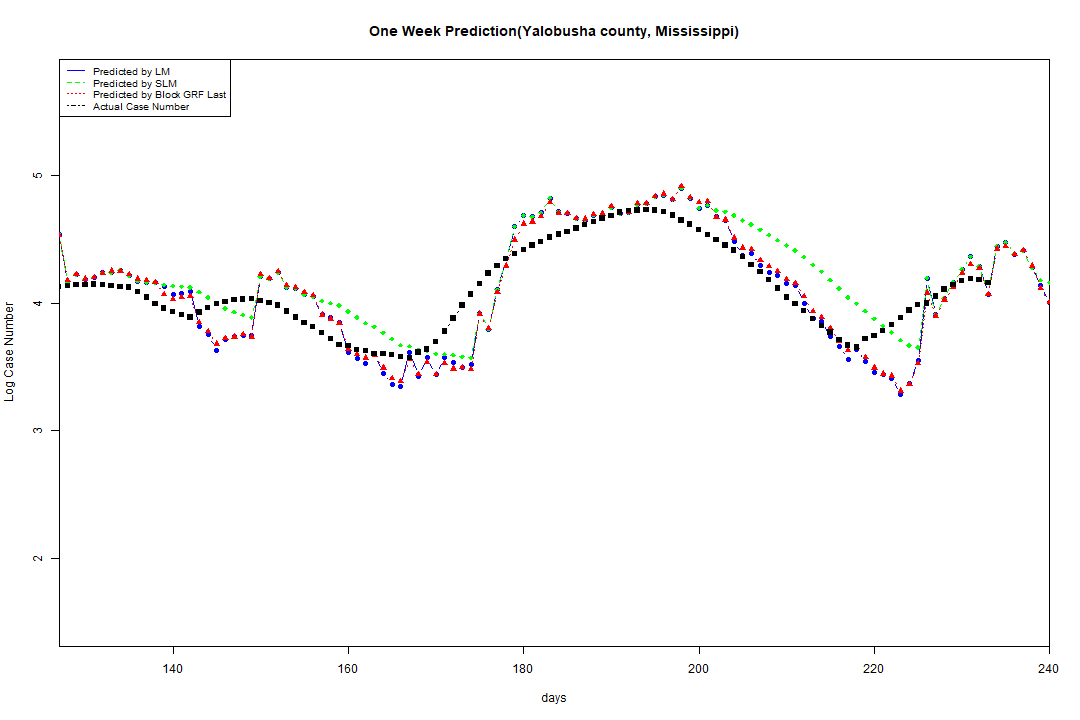 One Week Prediction(Yalobusha county, Mississippi)
Predicted by LM
Predicted by SLM
Predicted by Block GRF Last
Actual Case Number
5
4
3
2
Log Case Number
140 160 180 200 220 240
days